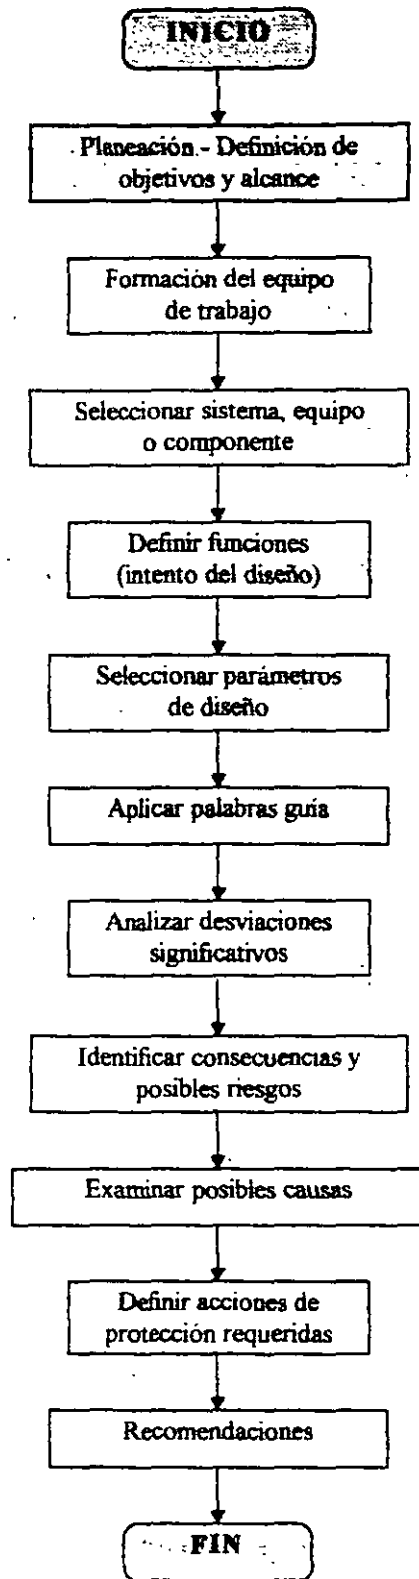 INICIO
Planeación.- Definición de
objetivos y alcance
Formación del equipo
de trabajo
Seleccionar sistema, equipo
o componente
Definir funciones
(intento del diseño)
Seleccionar parámetros
de diseño
Aplicar palabras guía
Analizar desviaciones
significativos
Identificar consecuencias y
posibles riesgos
Examinar posibles causas
Definir acciones de
protección requeridas
Recomendaciones
FIN